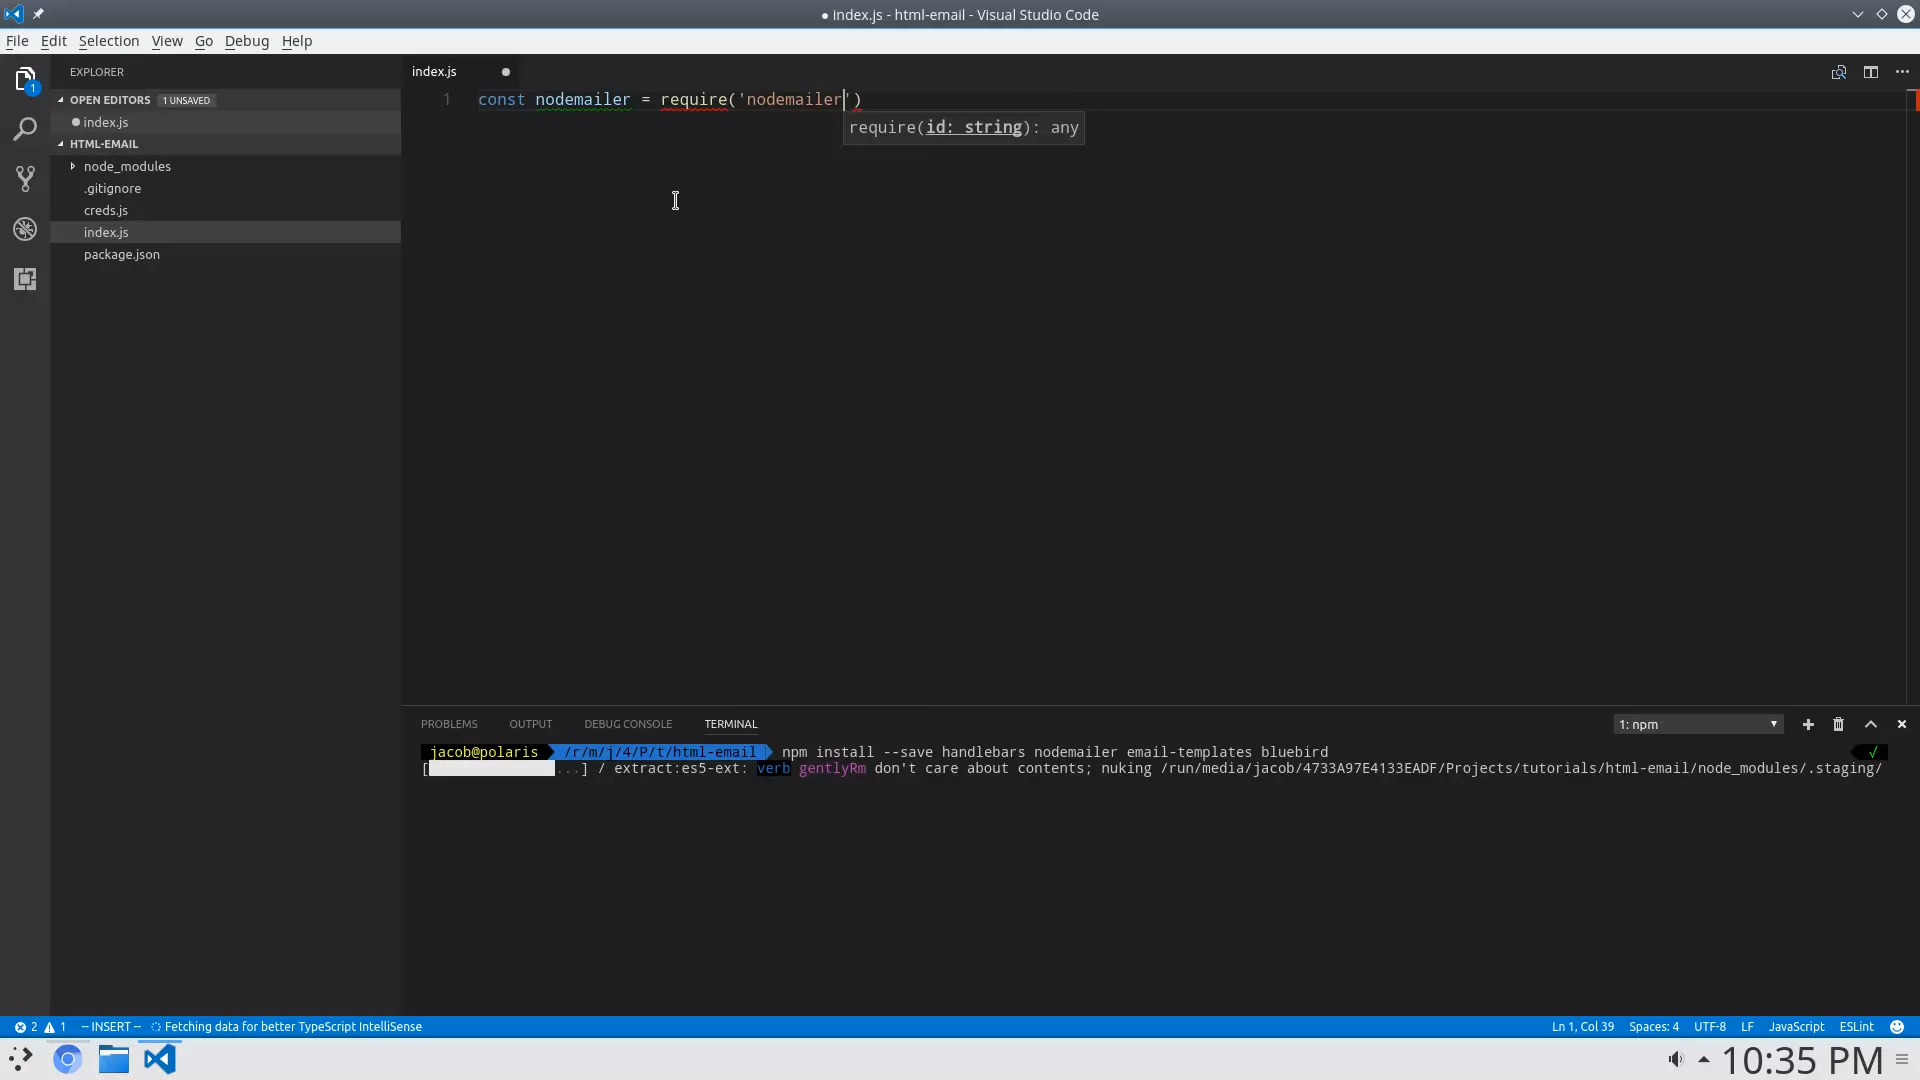 ● index.js - html-email - Visual Studio Code
File Edit Selection View Go Debug Help
EXPLORER
OPEN EDITORS 1 UNSAVED
index.js
HTML-EMAIL
node_modules
.gitignore
creds.js
index.js
package.json
1
index.js
1 const nodemailer = require('nodemailer')
require(id: string): any
PROBLEMS OUTPUT DEBUG CONSOLE TERMINAL 1: npm
jacob@polaris /r/m/j/4/P/t/html-email npm install --save handlebars nodemailer email-templates bluebird √
[ ...] / extract:es5-ext: verb gentlyRm don't care about contents; nuking /run/media/jacob/4733A97E4133EADF/Projects/tutorials/html-email/node_modules/.staging/
2 1 -- INSERT -- Fetching data for better TypeScript IntelliSense Ln 1, Col 39 Spaces: 4 UTF-8 LF JavaScript ESLint
10:35 PM